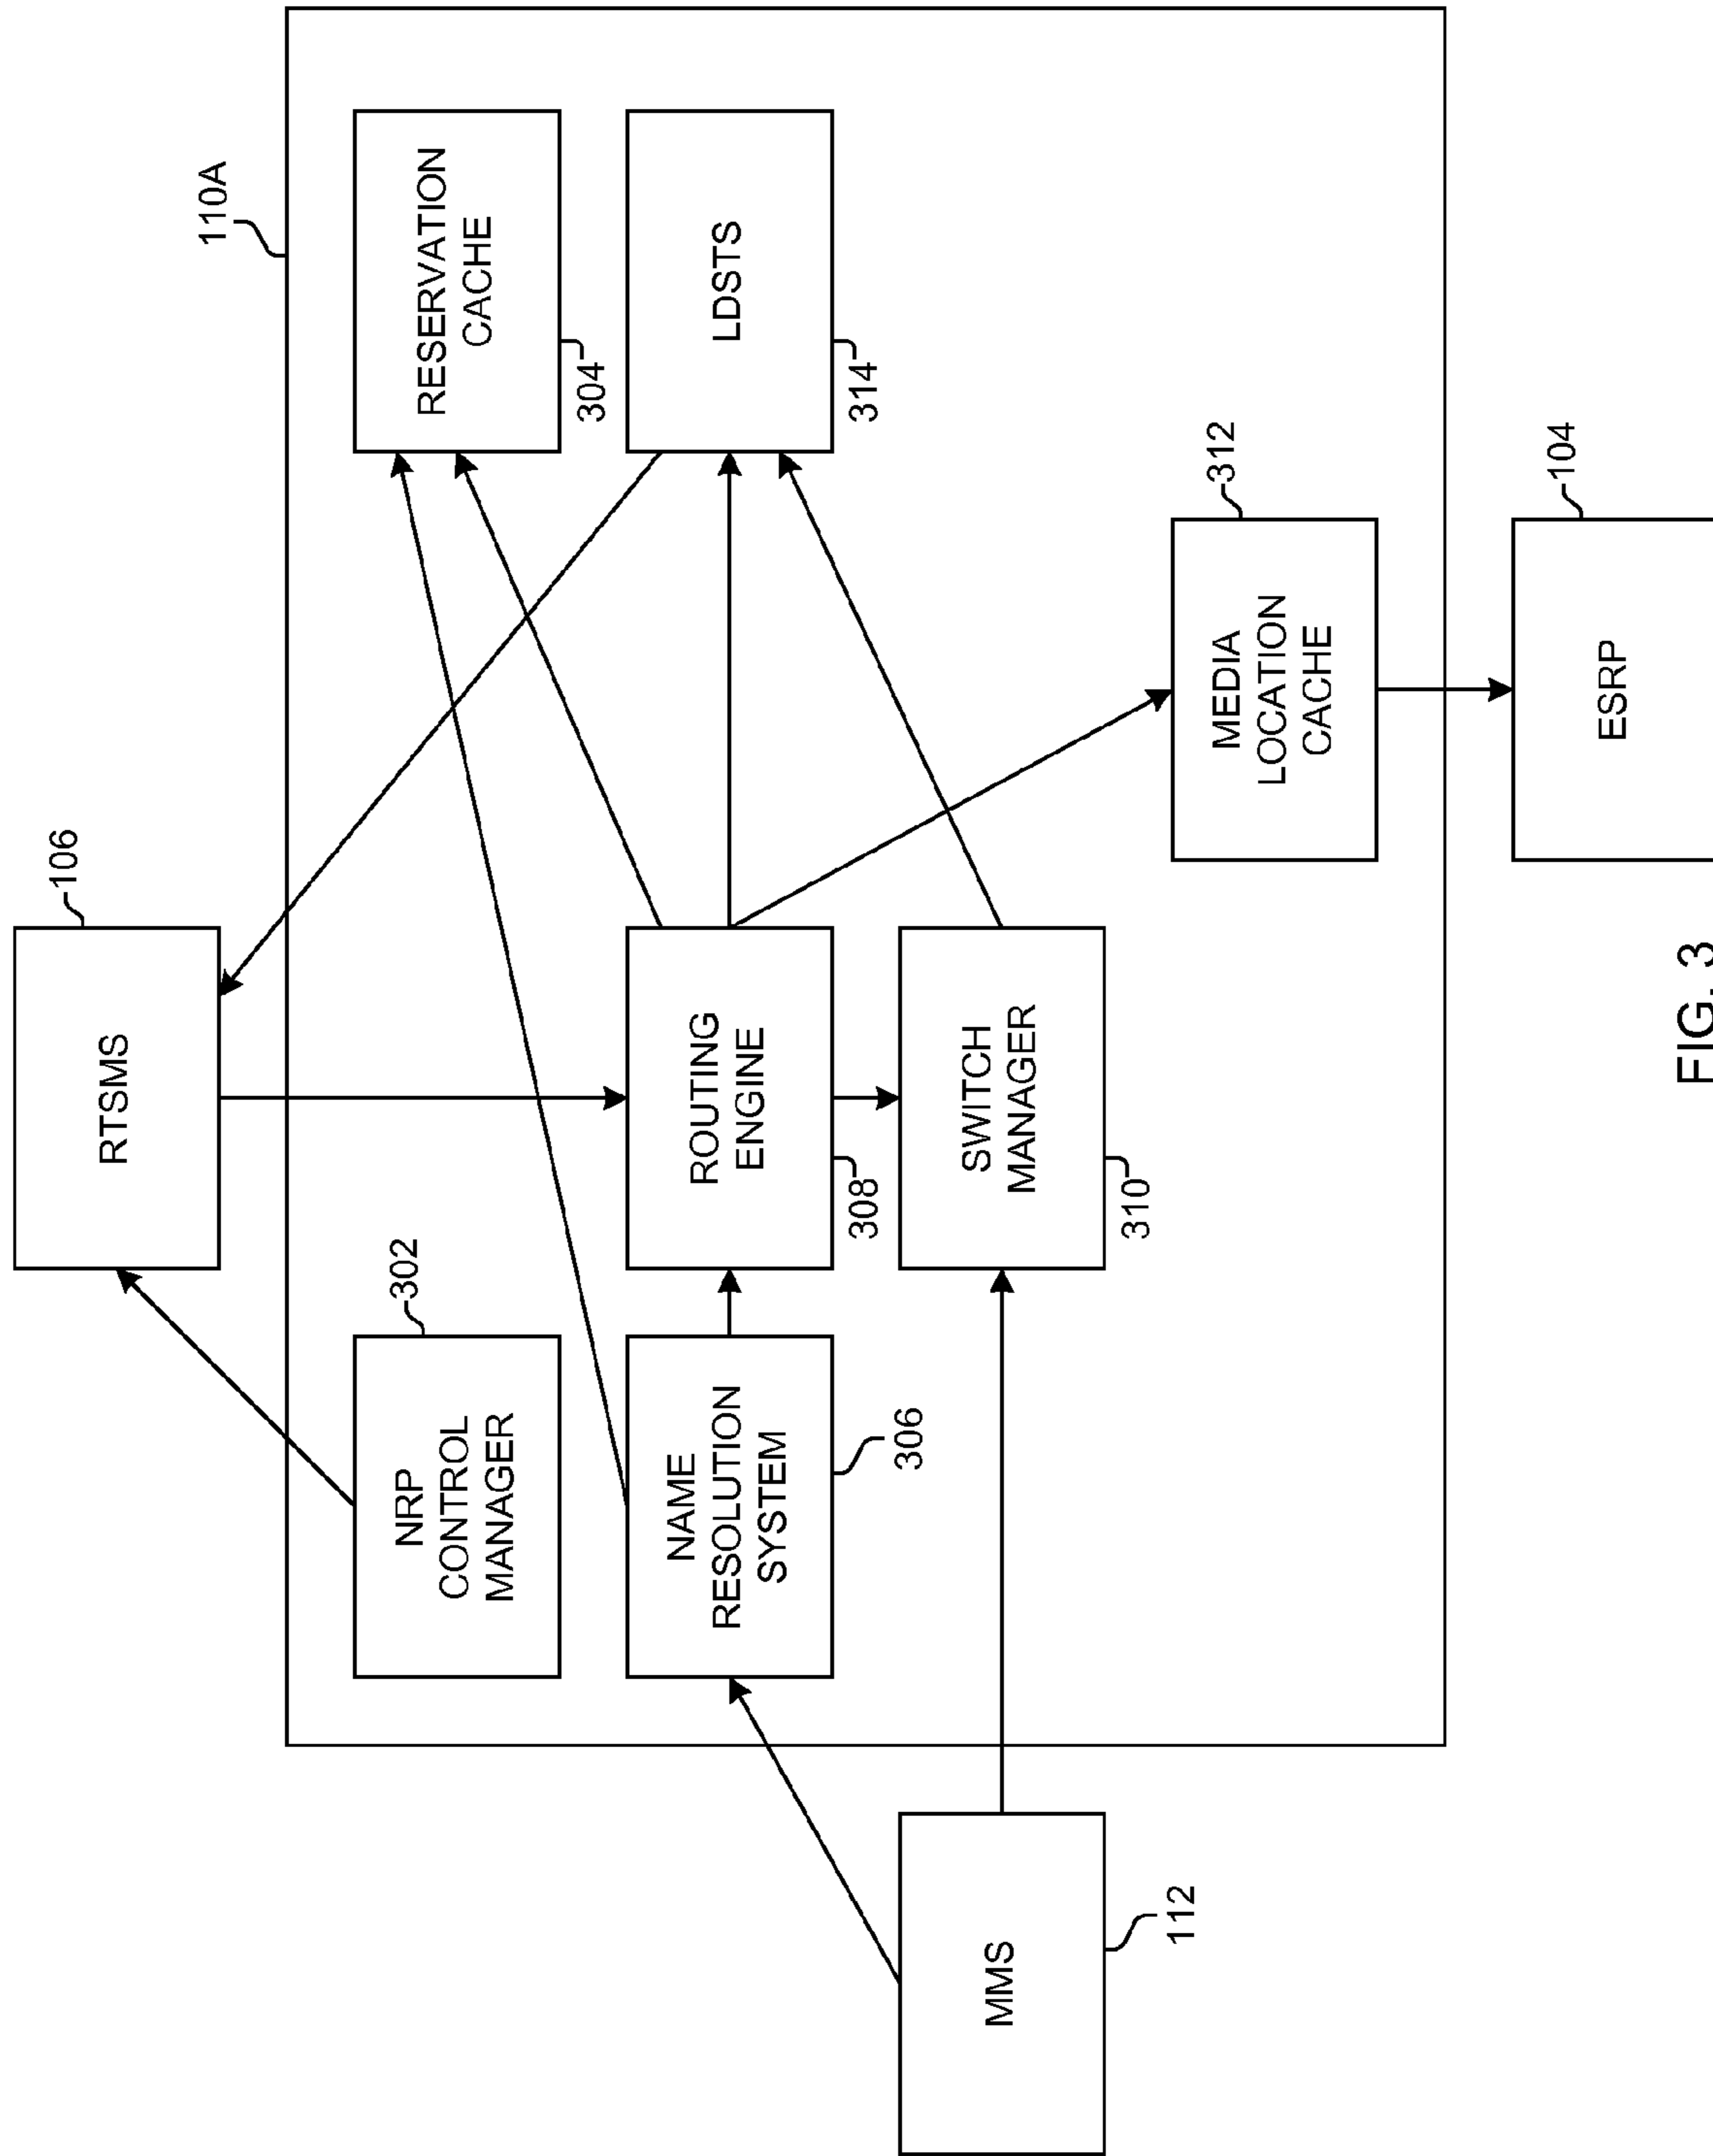 106
RTSMS
110A
302
NRP
CONTROL
MANAGER
RESERVATION
CACHE
304
NAME
RESOLUTION
SYSTEM
306
ROUTING
ENGINE
308
LDSTS
314
MMS
112
SWITCH
MANAGER
310
312
MEDIA
LOCATION
CACHE
104
ESRP
FIG. 3